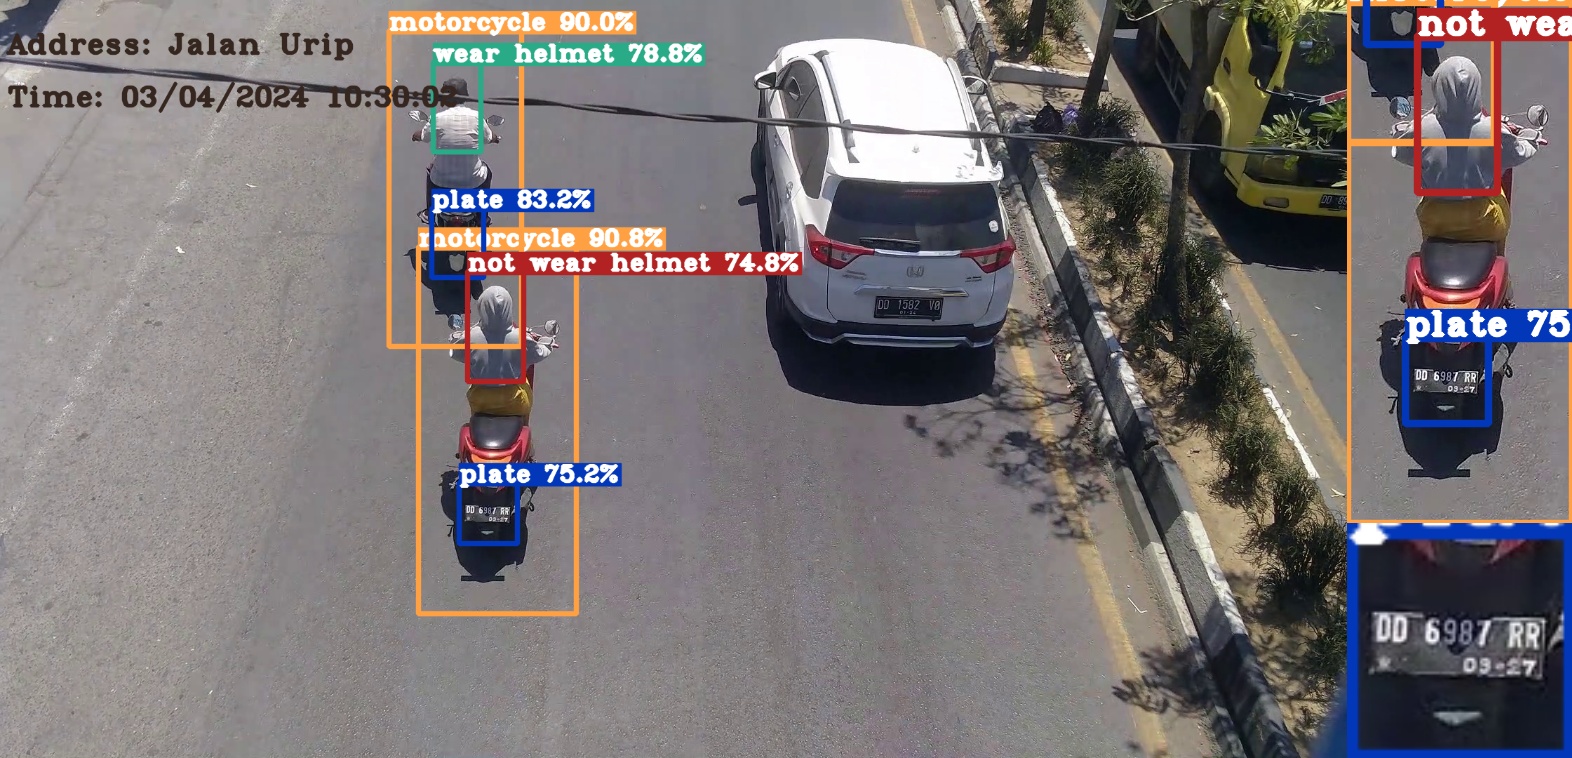 motorcycle 90.0%
Address: Jalan Urip
wear helmet 78.8%
Time: 03/04/2024 10:30:02
plate 83.2%
motorcycle 90.8%
not wear helmet 74.8%
DD 1582 VO
plate 75.2%
DD 6987 RR
03-27
not wea
plate 75
DD 6987 RR
03-27
DD 6987 RR
03-27